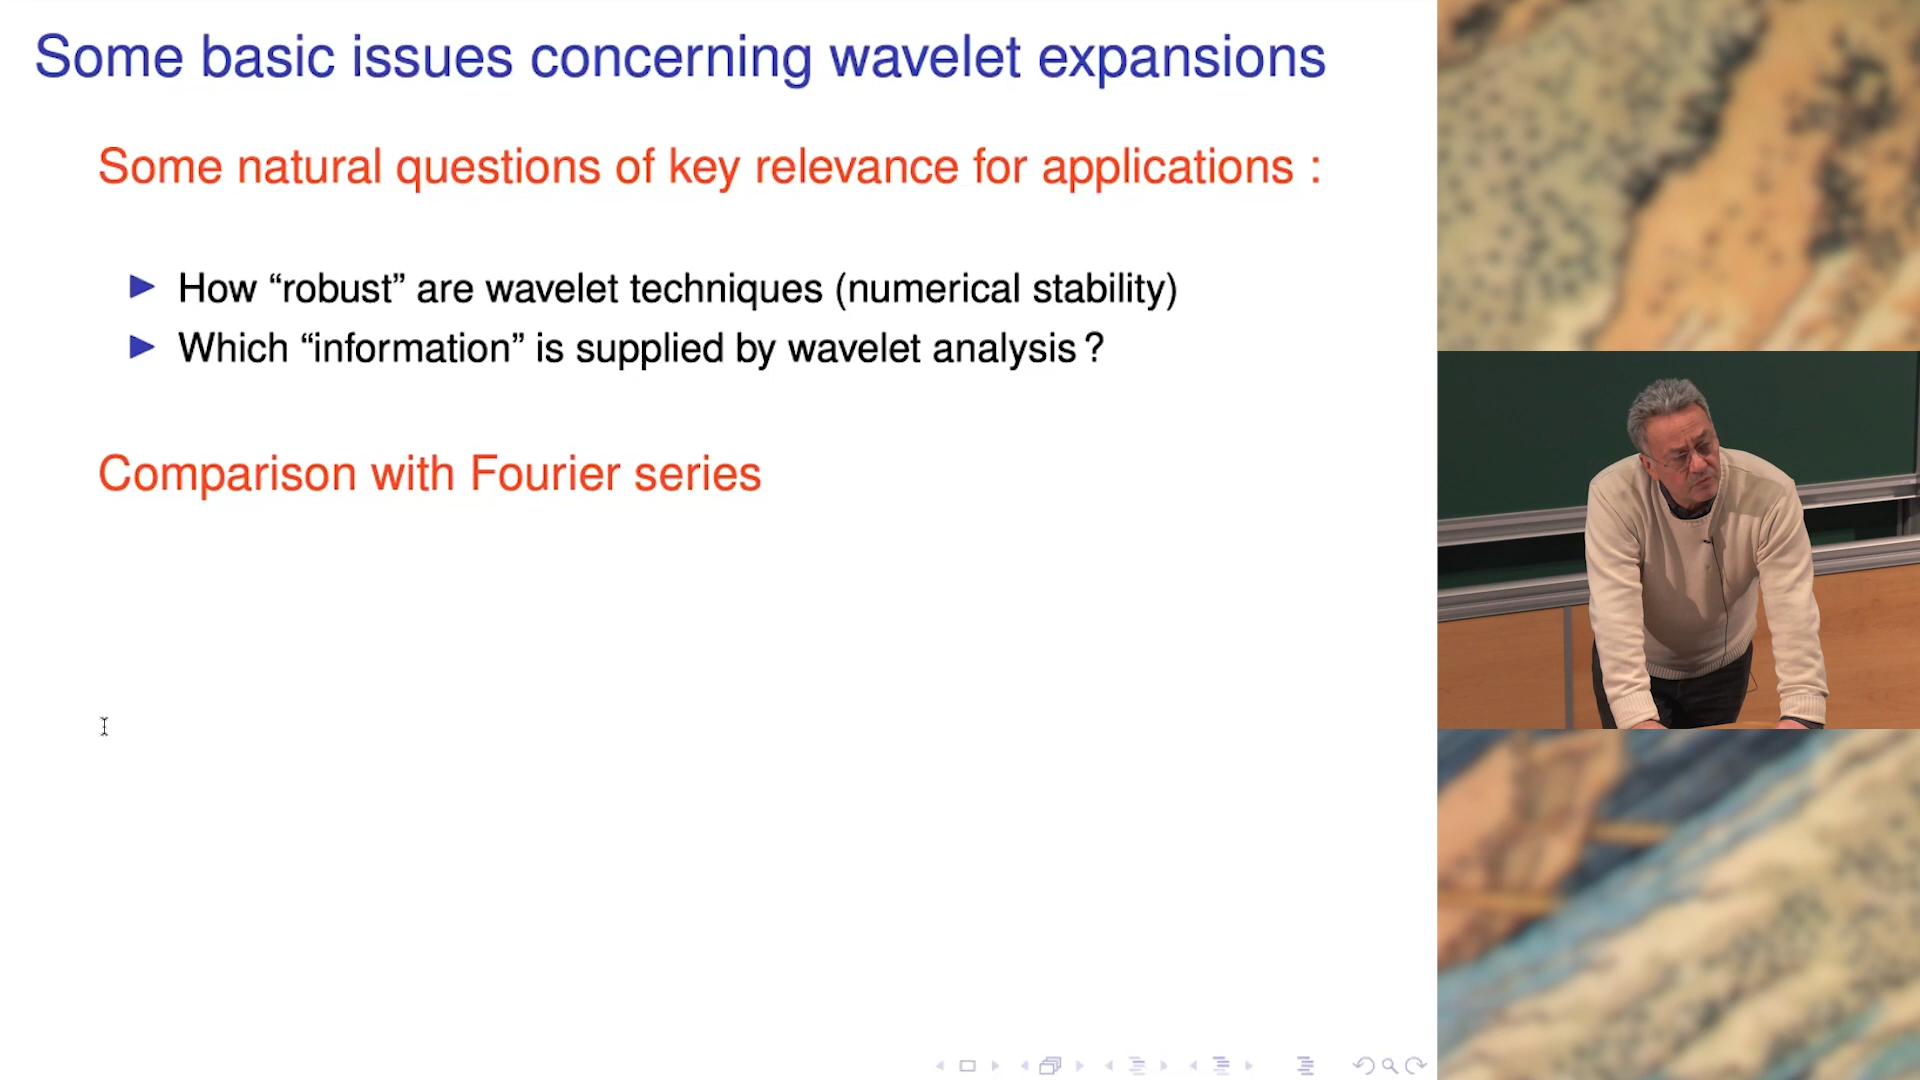 Some basic issues concerning wavelet expansions
Some natural questions of key relevance for applications :
How “robust” are wavelet techniques (numerical stability)
Which “information” is supplied by wavelet analysis ?
Comparison with Fourier series